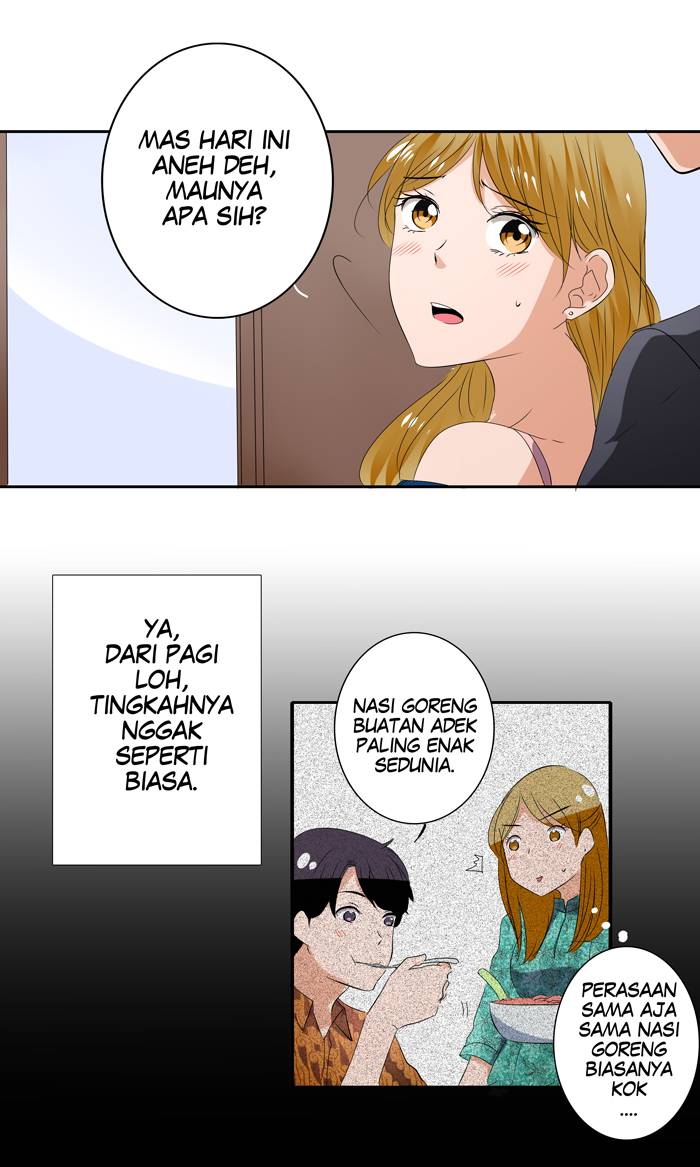 MAS HARI INI
ANEH DEH,
MAUNYA
APA SIH?
YA,
DARI PAGI
LOH,
TINGKAHNYA
NGGAK
SEPERTI
BIASA.
NASI GORENG
BUATAN ADEK
PALING ENAK
SEDUNIA.
PERASAAN
SAMA AJA
SAMA NASI
GORENG
BIASANYA
KOK
....